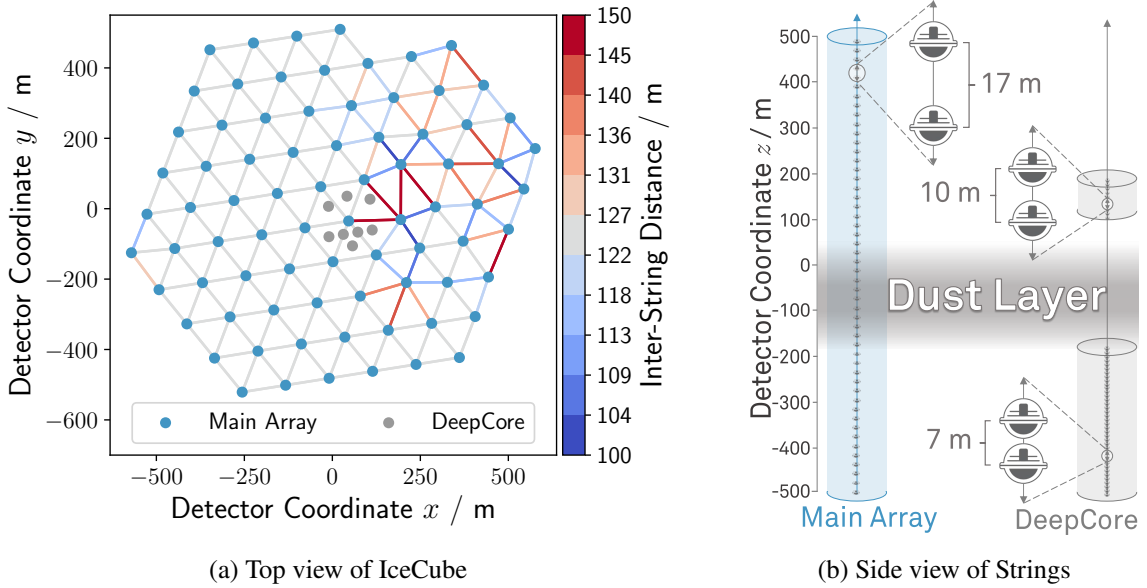 400
200
0
−200
−400
−600
Detector Coordinate y / m
−500
−250
0
250
500
Detector Coordinate x / m
Main Array
DeepCore
150
145
140
136
131
127
122
118
113
109
104
100
Inter-String Distance / m
(a) Top view of IceCube
500
400
300
200
100
0
-100
-200
-300
-400
-500
Detector Coordinate z / m
17 m
10 m
Dust Layer
7 m
Main Array
DeepCore
(b) Side view of Strings